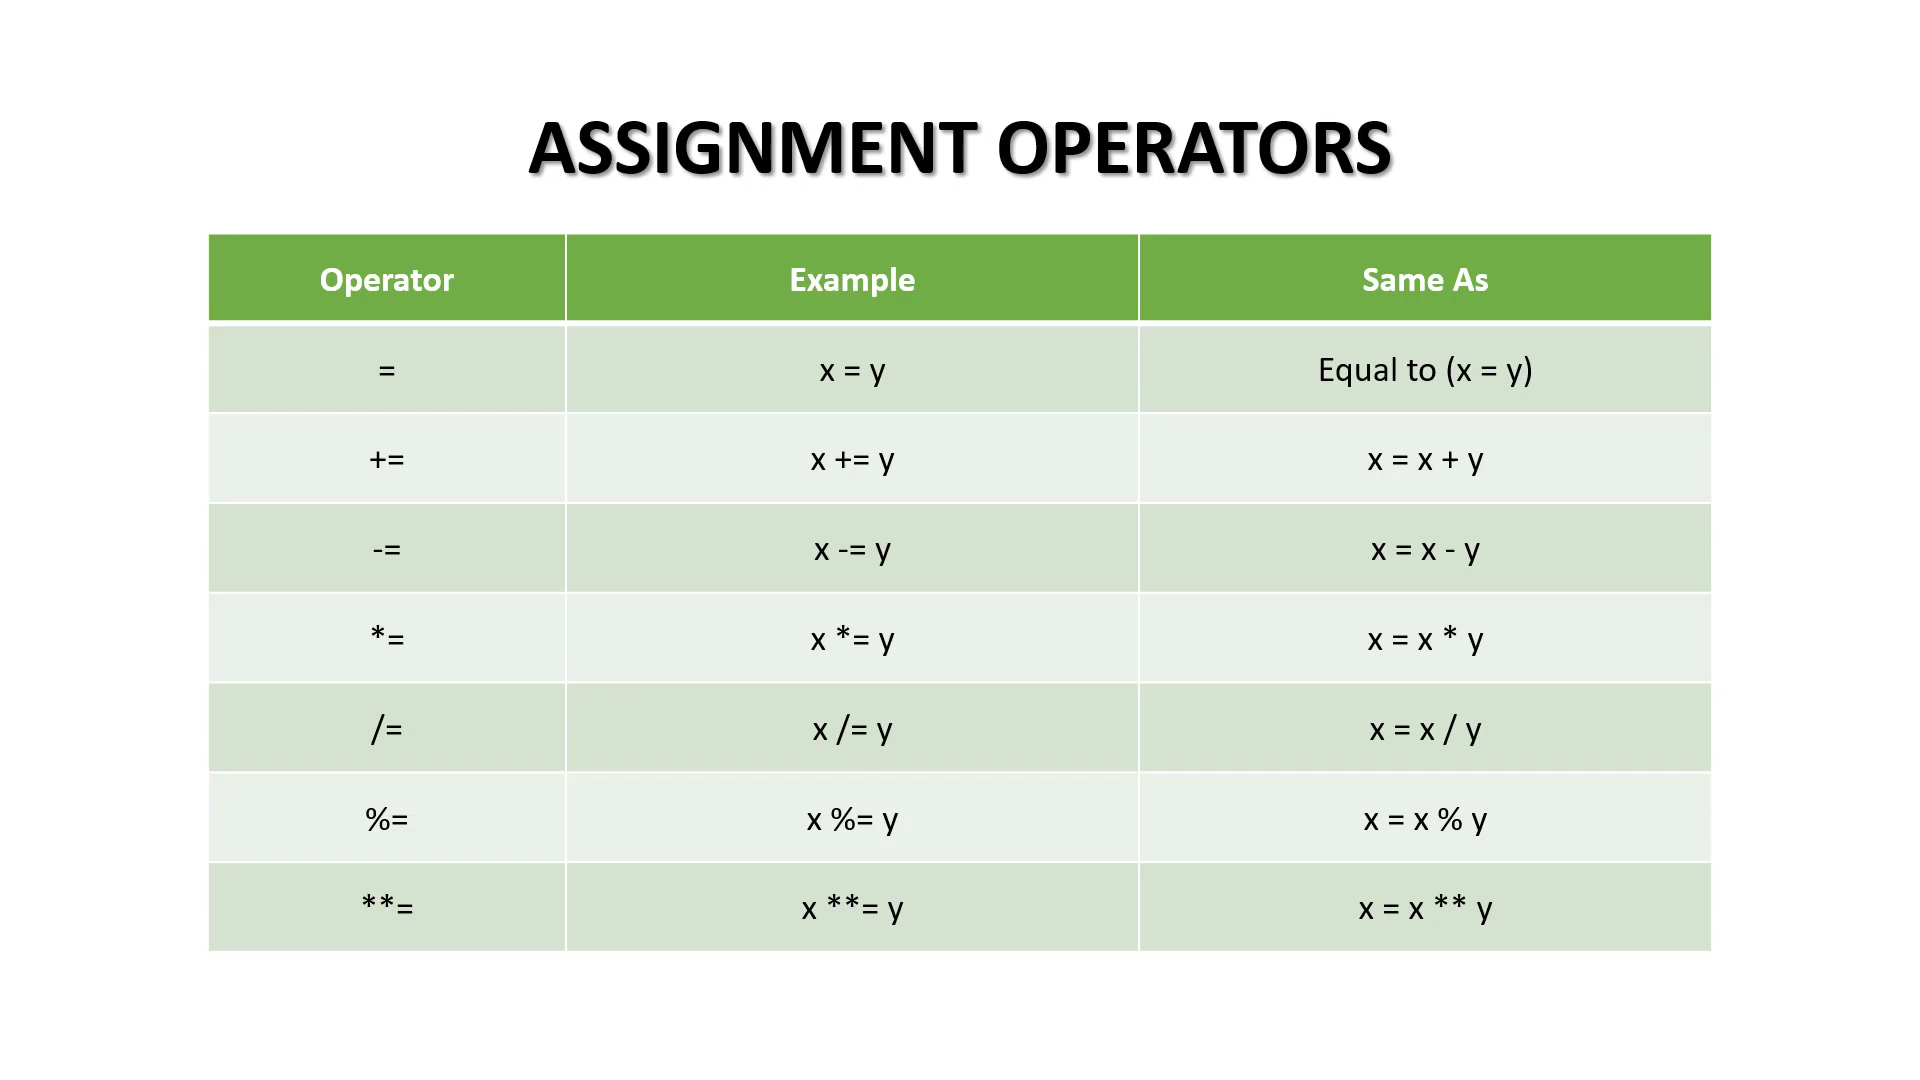 ASSIGNMENT OPERATORS
Operator Example Same As
= x = y Equal to (x = y)
+= x += y x = x + y
-= x -= y x = x - y
*= x *= y x = x * y
/= x /= y x = x / y
%= x %= y x = x % y
**= x **= y x = x ** y